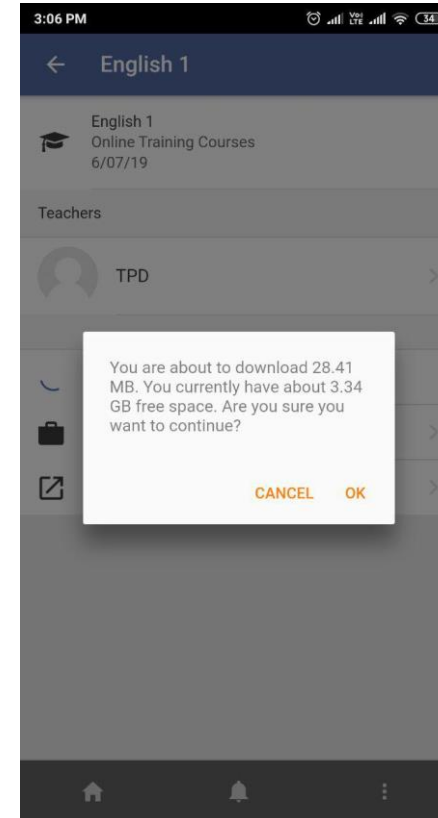 3:06 PM
VoI LTE 34
English 1
English 1
Online Training Courses
6/07/19
Teachers
TPD
You are about to download 28.41
MB. You currently have about 3.34
GB free space. Are you sure you
want to continue?
CANCEL OK